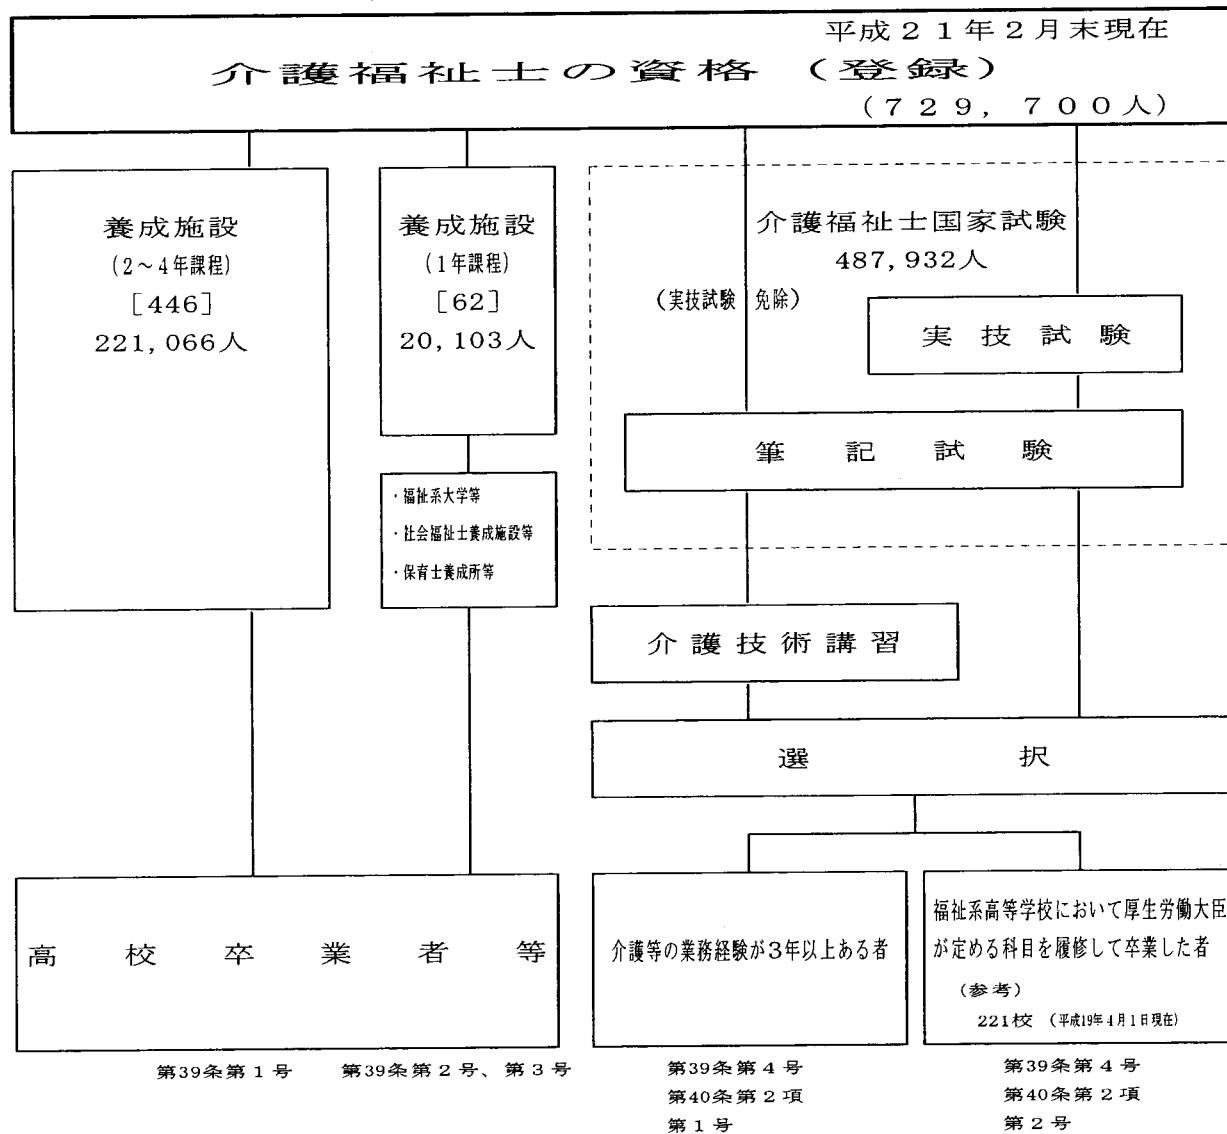 平成２１年２月末現在
介護福祉士の資格（登録）
（７２９，７００人）
養成施設
（2～4年課程）
［446］
221,066人
養成施設
（1年課程）
［62］
20,103人
介護福祉士国家試験
487,932人
（実技試験 免除）
実技試験
筆記試験
・福祉系大学等
・社会福祉士養成施設等
・保育士養成所等
介護技術講習
選択
高校卒業者等
介護等の業務経験が3年以上ある者
福祉系高等学校において厚生労働大臣
が定める科目を履修して卒業した者
（参考）
221校 （平成19年4月1日現在）
第39条第１号
第39条第２号、第３号
第39条第４号
第40条第２項
第１号
第39条第４号
第40条第２項
第２号